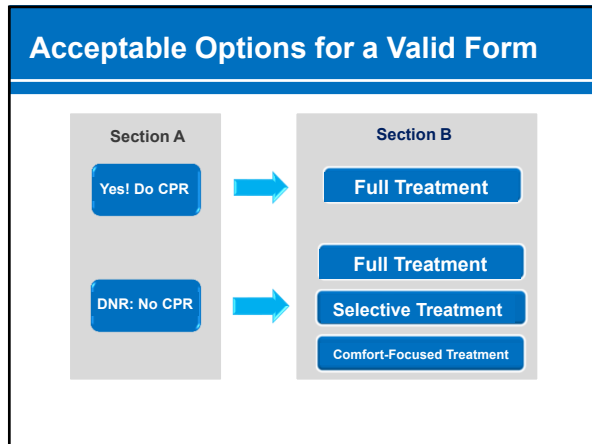 Acceptable Options for a Valid Form
Section A
Section B
Yes! Do CPR
Full Treatment
DNR: No CPR
Full Treatment
Selective Treatment
Comfort-Focused Treatment